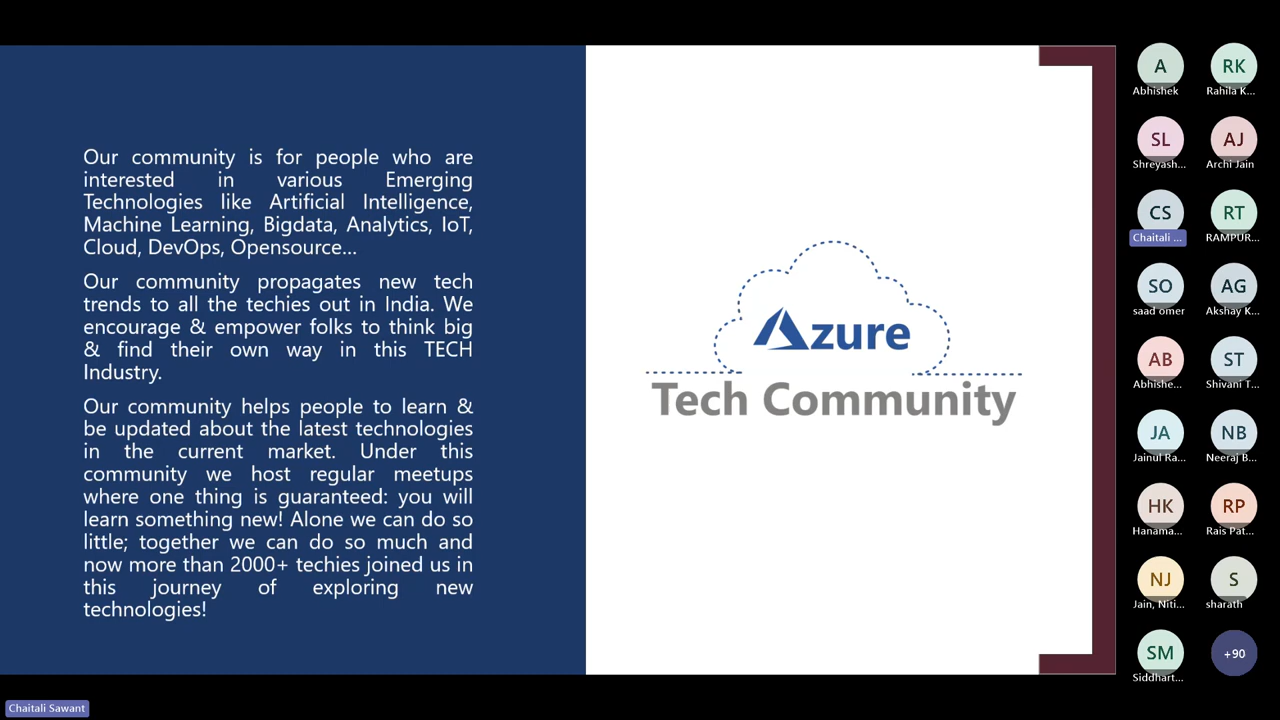 Our community is for people who are
interested in various Emerging
Technologies like Artificial Intelligence,
Machine Learning, Bigdata, Analytics, IoT,
Cloud, DevOps, Opensource...
Our community propagates new tech
trends to all the techies out in India. We
encourage & empower folks to think big
& find their own way in this TECH
Industry.
Our community helps people to learn &
be updated about the latest technologies
in the current market. Under this
community we host regular meetups
where one thing is guaranteed: you will
learn something new! Alone we can do so
little; together we can do so much and
now more than 2000+ techies joined us in
this journey of exploring new
technologies!
Azure
Tech Community
A
Abhishek
RK
Rahila K...
SL
Shreyash...
AJ
Archi Jain
CS
Chaitali ...
RT
RAMPUR...
SO
saad omer
AG
Akshay K...
AB
Abhishe...
ST
Shivani T...
JA
Jainul Ra...
NB
Neeraj B...
HK
Hanama...
RP
Rais Pat...
NJ
Jain, Niti...
S
sharath
SM
Siddhart...
+90
Chaitali Sawant